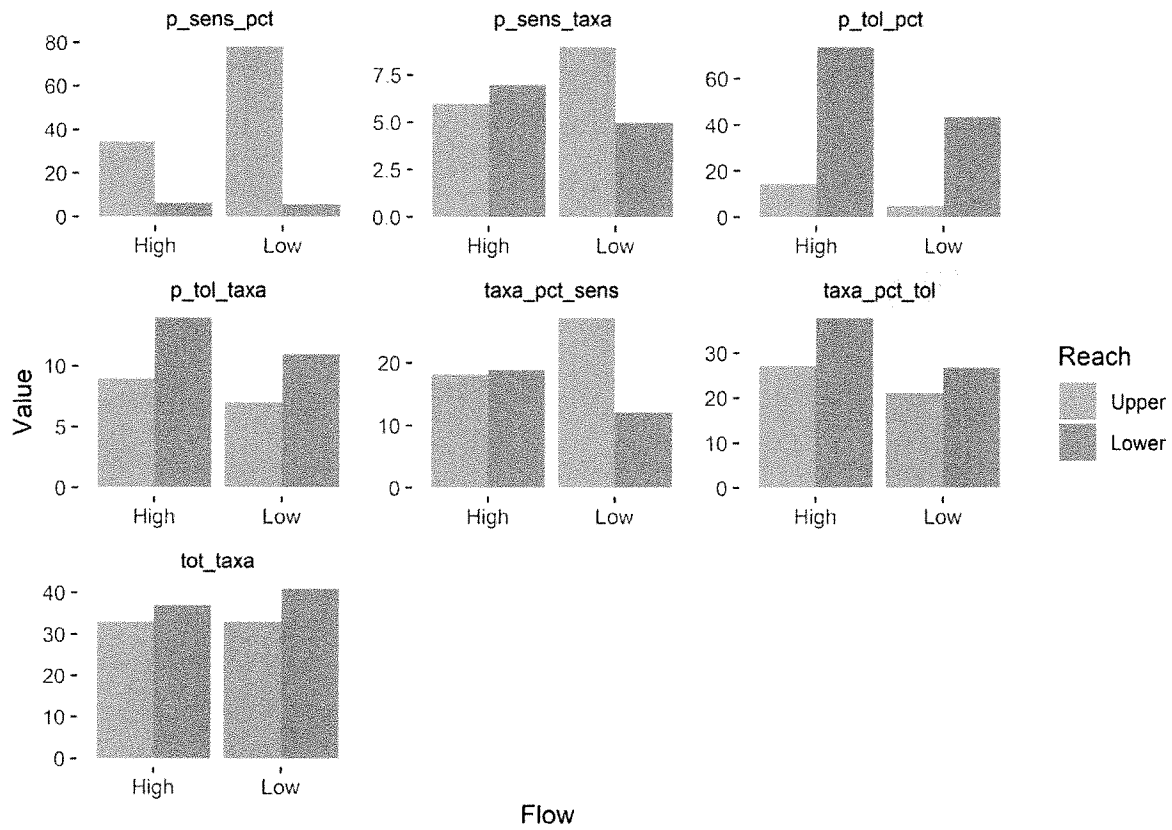 p_sens_pct
p_sens_taxa
p_tol_pct
80
60
40
20
0
High
Low
7.5
5.0
2.5
0.0
High
Low
60
40
20
0
High
Low
p_tol_taxa
taxa_pct_sens
taxa_pct_tol
10
5
0
High
Low
20
10
0
High
Low
30
20
10
0
High
Low
tot_taxa
40
30
20
10
0
High
Low
Value
Flow
Reach
Upper
Lower